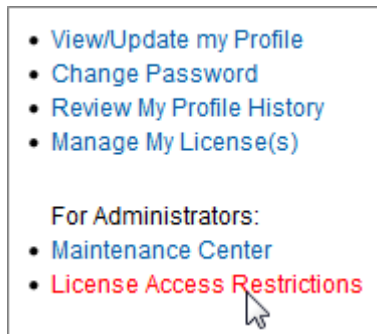 View/Update my Profile
Change Password
Review My Profile History
Manage My License(s)
For Administrators:
Maintenance Center
License Access Restrictions